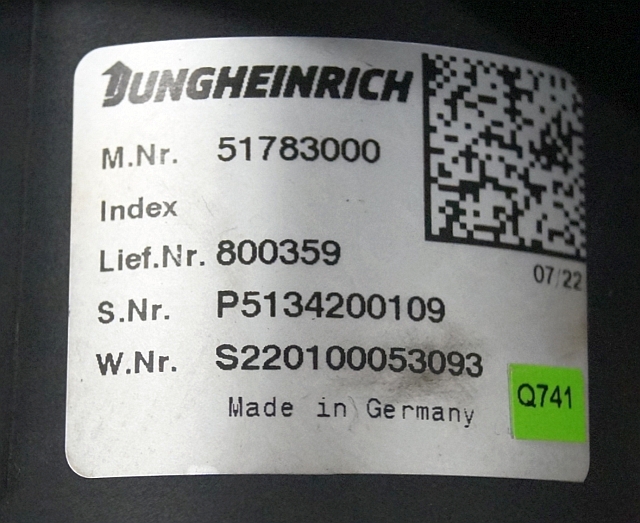 JUNGHEINRICH
M.Nr. 51783000
Index
Lief.Nr. 800359
07/22
S.Nr. P5134200109
W.Nr. S220100053093
Made in Germany
Q741